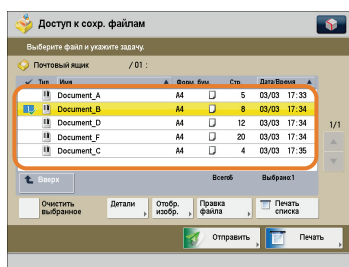 Доступ к сохр. файлам
Выберите файл и укажите задачу.
Почтовый ящик / 01 :
Тип Имя Форм. бум. Стр. Дата/Время
Document_A A4 5 03/03 17:33
Document_B A4 8 03/03 17:34
Document_D A4 12 03/03 17:34
Document_F A4 20 03/03 17:34
Document_C A4 4 03/03 17:35
1/1
Вверх Всего:5 Выбрано:1
Очистить выбранное Детали Отобр. изобр. Правка файла Печать списка
Отправить Печать